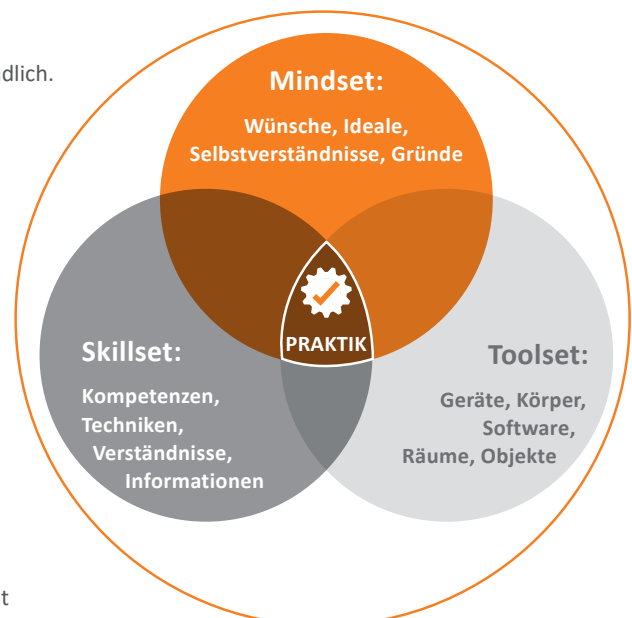 dlich.
Mindset:
Wünsche, Ideale,
Selbstverständnisse, Gründe
PRAKTIK
Skillset:
Kompetenzen,
Techniken,
Verständnisse,
Informationen
Toolset:
Geräte, Körper,
Software,
Räume, Objekte
t